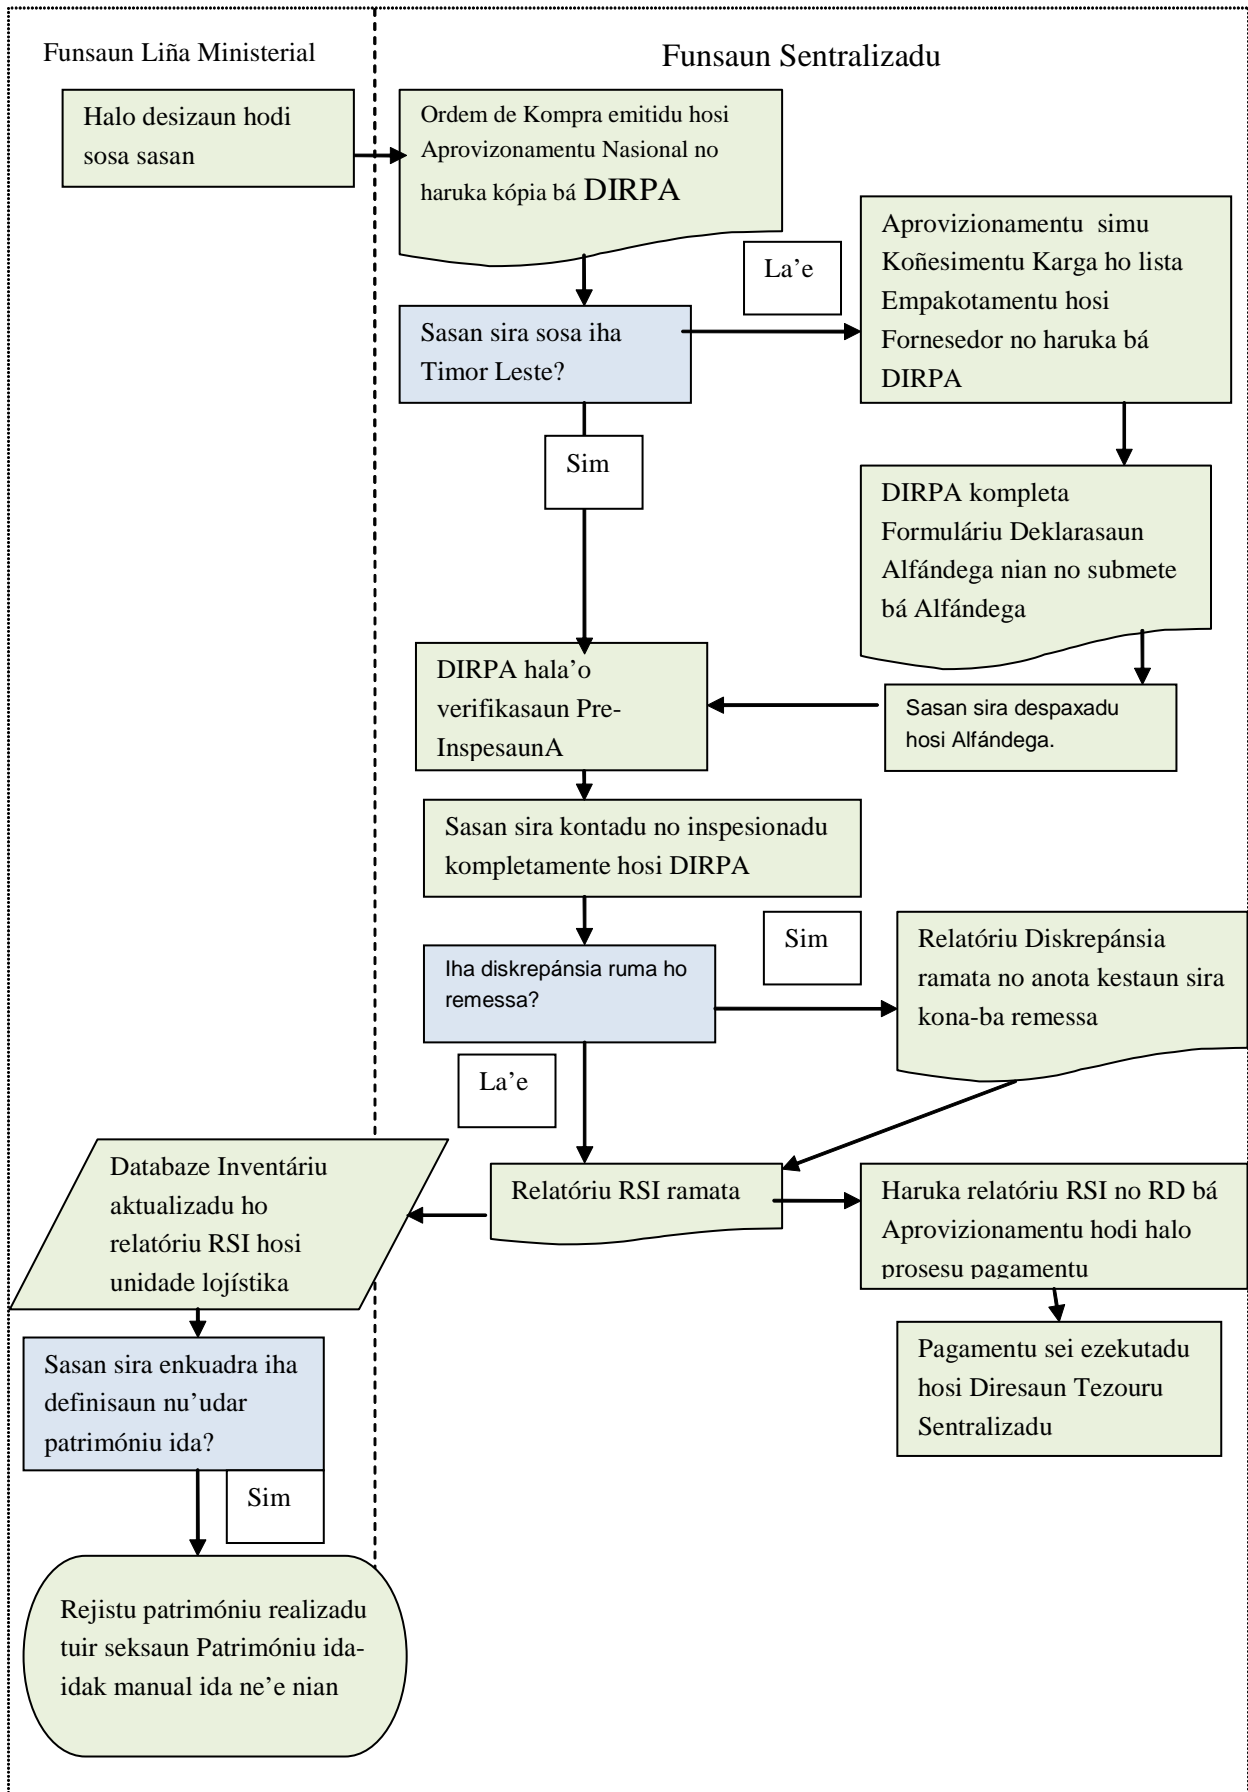 Funsaun Liña Ministerial
Funsaun Sentralizadu
Halo desizaun hodi
sosa sasan
Ordem de Kompra emitidu hosi
Aprovizonamentu Nasional no
haruka kópia bá DIRPA
La’e
Aprovizionamentu simu
Koñesimentu Karga ho lista
Empakotamentu hosi
Fornesedor no haruka bá
DIRPA
Sasan sira sosa iha
Timor Leste?
Sim
DIRPA kompleta
Formuláriu Deklarasaun
Alfándega nian no submete
bá Alfándega
DIRPA hala’o
verifikasaun Pre-
InspesaunA
Sasan sira despaxadu
hosi Alfándega.
Sasan sira kontadu no inspesionadu
kompletamente hosi DIRPA
Iha diskrepánsia ruma ho
remessa?
Sim
Relatóriu Diskrepánsia
ramata no anota kestaun sira
kona-ba remessa
La’e
Databaze Inventáriu
aktualizadu ho
relatóriu RSI hosi
unidade lojístika
Relatóriu RSI ramata
Haruka relatóriu RSI no RD bá
Aprovizionamentu hodi halo
prosesu pagamentu
Sasan sira enkuadra iha
definisaun nu’udar
patrimóniu ida?
Pagamentu sei ezekutadu
hosi Diresaun Tezouru
Sentralizadu
Sim
Rejistu patrimóniu realizadu
tuir seksaun Patrimóniu ida-
idak manual ida ne’e nian